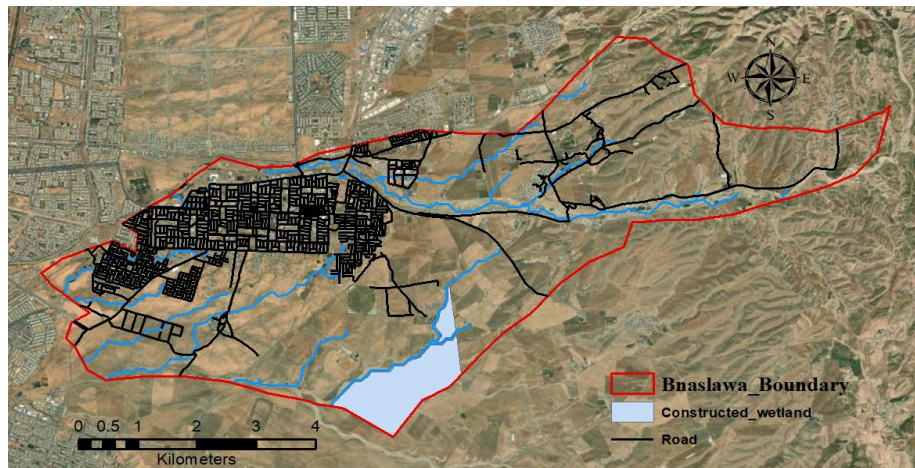 N
W E
S
Bnaslawa_Boundary
Constructed_wetland
Road
0 0.5 1 2 3 4
Kilometers